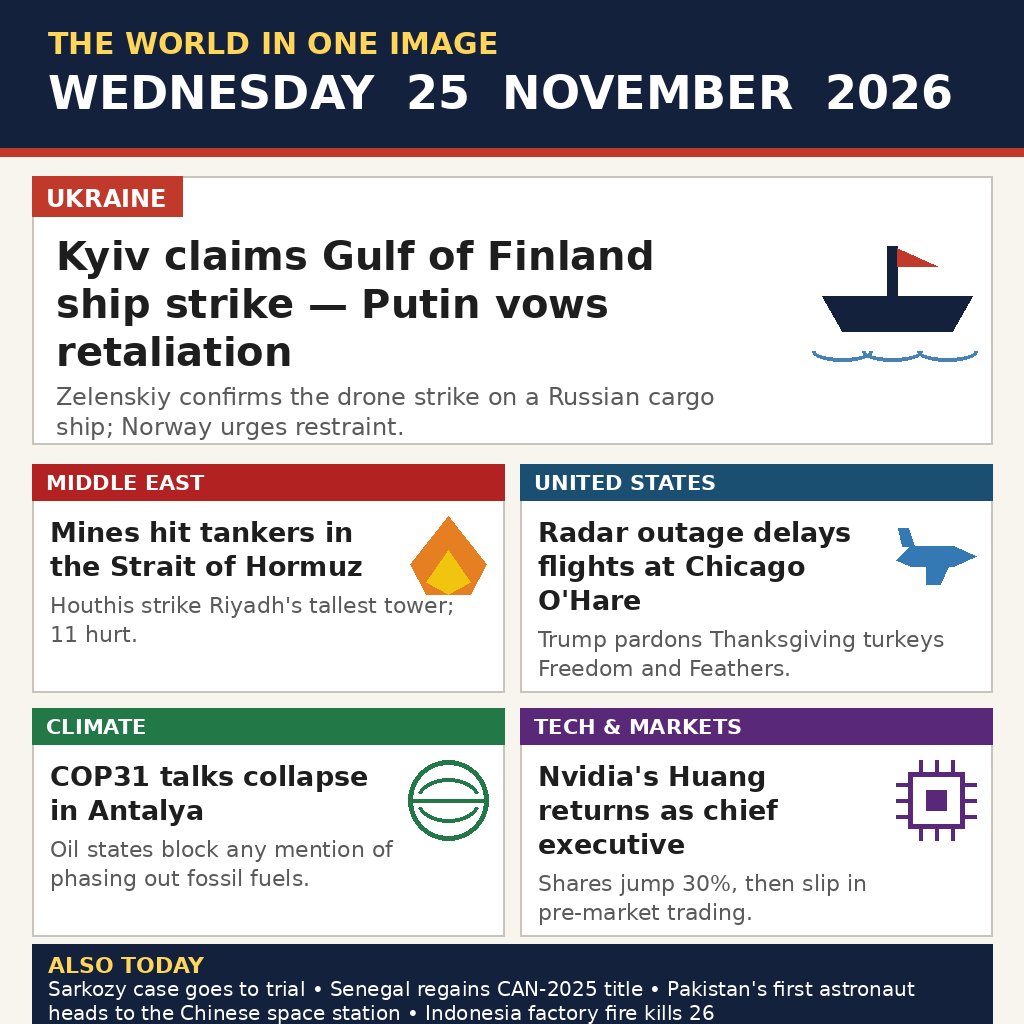 THE WORLD IN ONE IMAGE
WEDNESDAY 25 NOVEMBER 2026
UKRAINE
Kyiv claims Gulf of Finland
ship strike — Putin vows
retaliation
Zelenskiy confirms the drone strike on a Russian cargo
ship; Norway urges restraint.
MIDDLE EAST
Mines hit tankers in
the Strait of Hormuz
Houthis strike Riyadh's tallest tower;
11 hurt.
UNITED STATES
Radar outage delays
flights at Chicago
O'Hare
Trump pardons Thanksgiving turkeys
Freedom and Feathers.
CLIMATE
COP31 talks collapse
in Antalya
Oil states block any mention of
phasing out fossil fuels.
TECH & MARKETS
Nvidia's Huang
returns as chief
executive
Shares jump 30%, then slip in
pre-market trading.
ALSO TODAY
Sarkozy case goes to trial • Senegal regains CAN-2025 title • Pakistan's first astronaut
heads to the Chinese space station • Indonesia factory fire kills 26